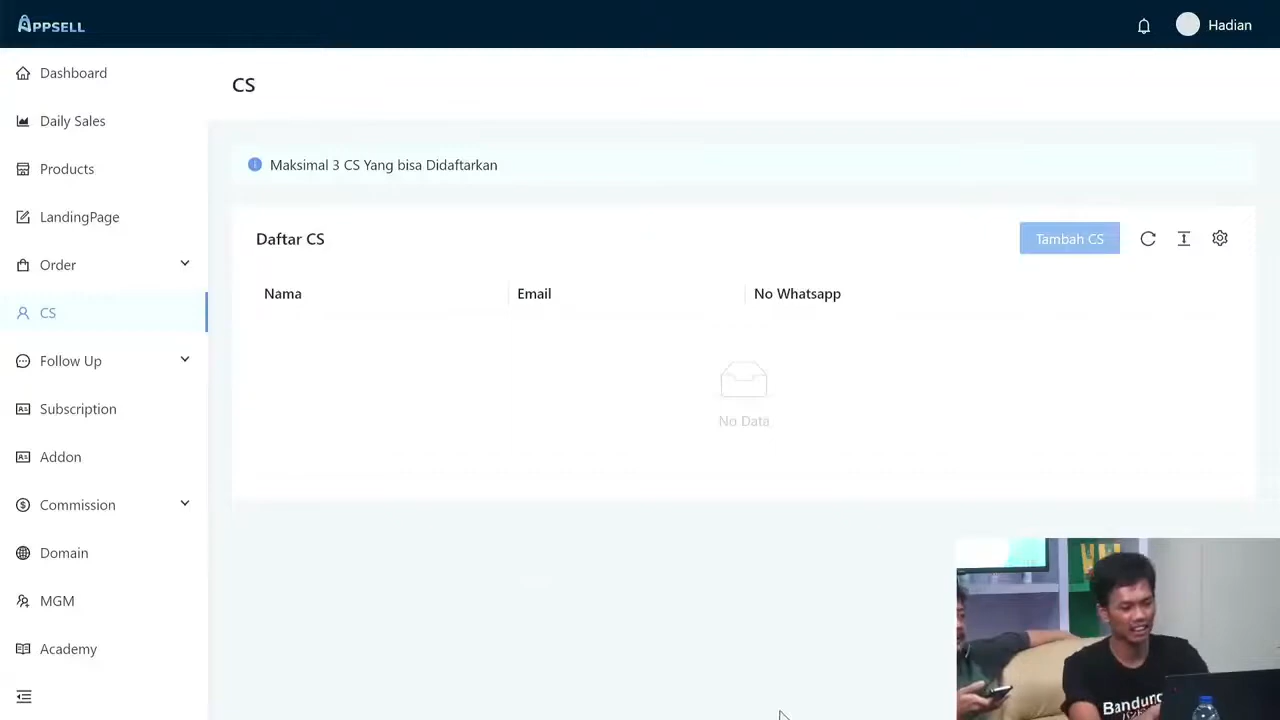 APPSELL
Hadian
Dashboard
Daily Sales
Products
LandingPage
Order
CS
Follow Up
Subscription
Addon
Commission
Domain
MGM
Academy
CS
Maksimal 3 CS Yang bisa Didaftarkan
Daftar CS
Tambah CS
Nama
Email
No Whatsapp
No Data
Bandung